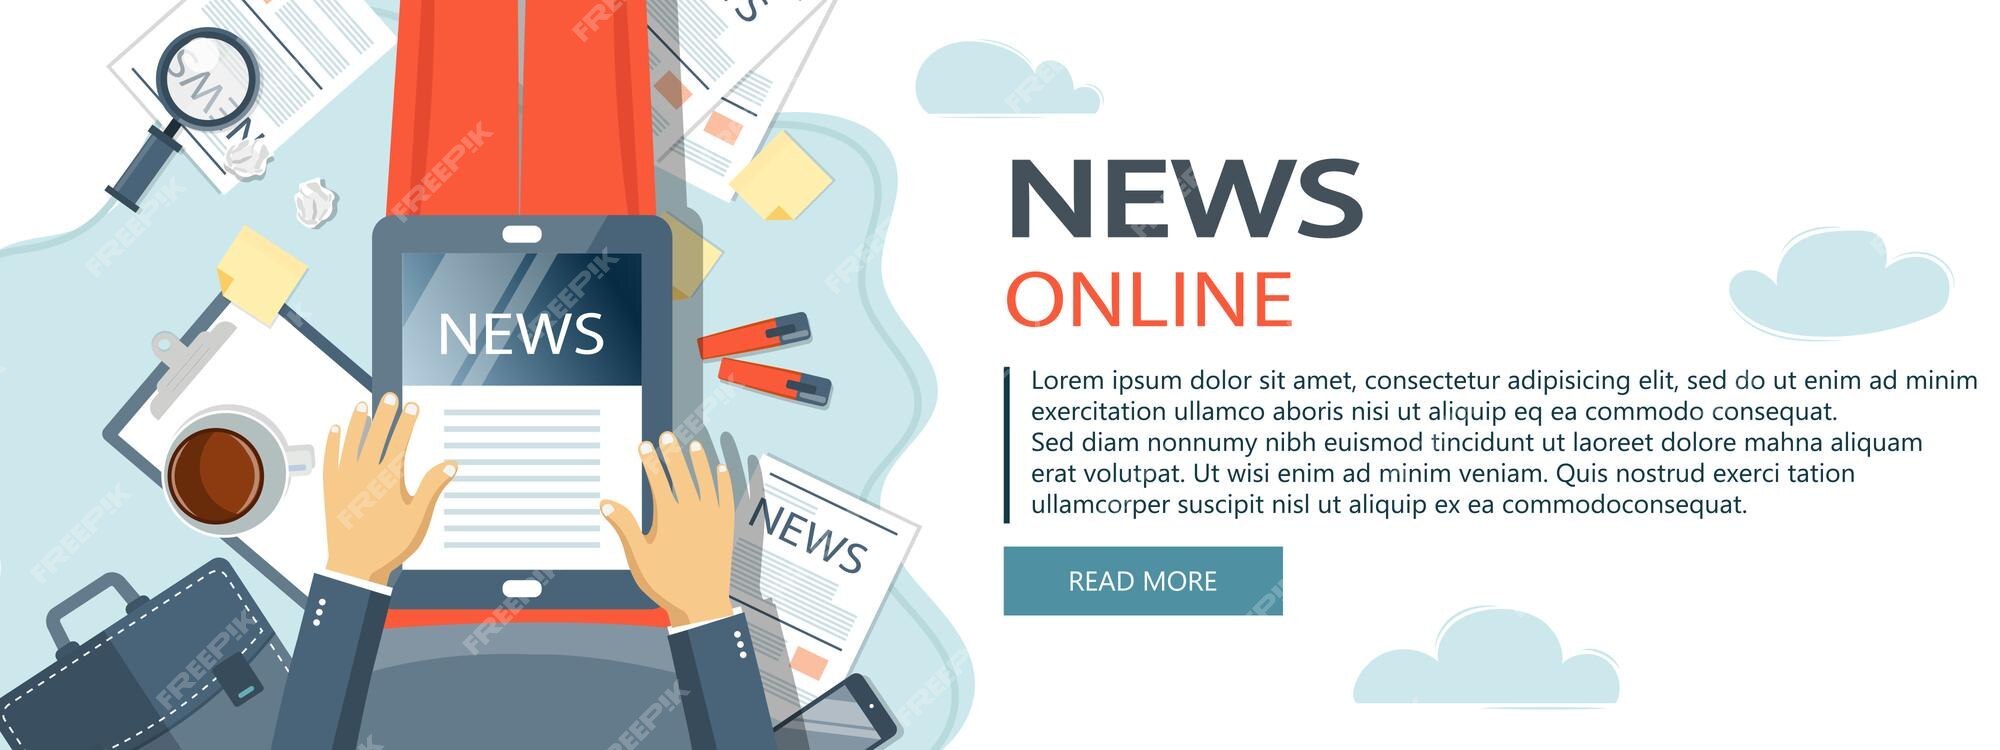 NEWS
NEWS
NEWS
NEWS
ONLINE
Lorem ipsum dolor sit amet, consectetur adipisicing elit, sed do ut enim ad minim
exercitation ullamco aboris nisi ut aliquip eq ea commodo consequat.
Sed diam nonnumy nibh euismod tincidunt ut laoreet dolore mahna aliquam
erat volutpat. Ut wisi enim ad minim veniam. Quis nostrud exerci tation
ullamcorper suscipit nisl ut aliquip ex ea commodoconsequat.
READ MORE
FREEPIK